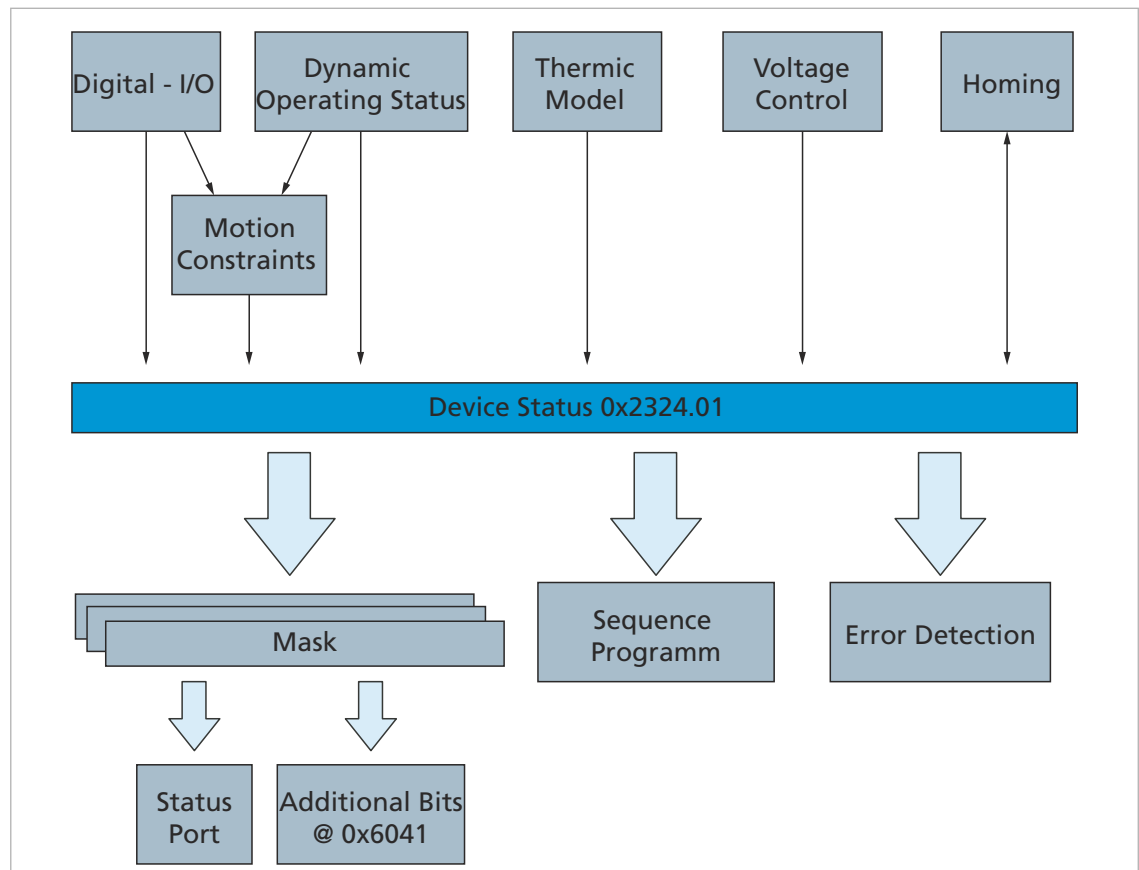 Digital - I/O
Dynamic
Operating Status
Thermic
Model
Voltage
Control
Homing
Motion
Constraints
Device Status 0x2324.01
Mask
Sequence
Programm
Error Detection
Status
Port
Additional Bits
@ 0x6041